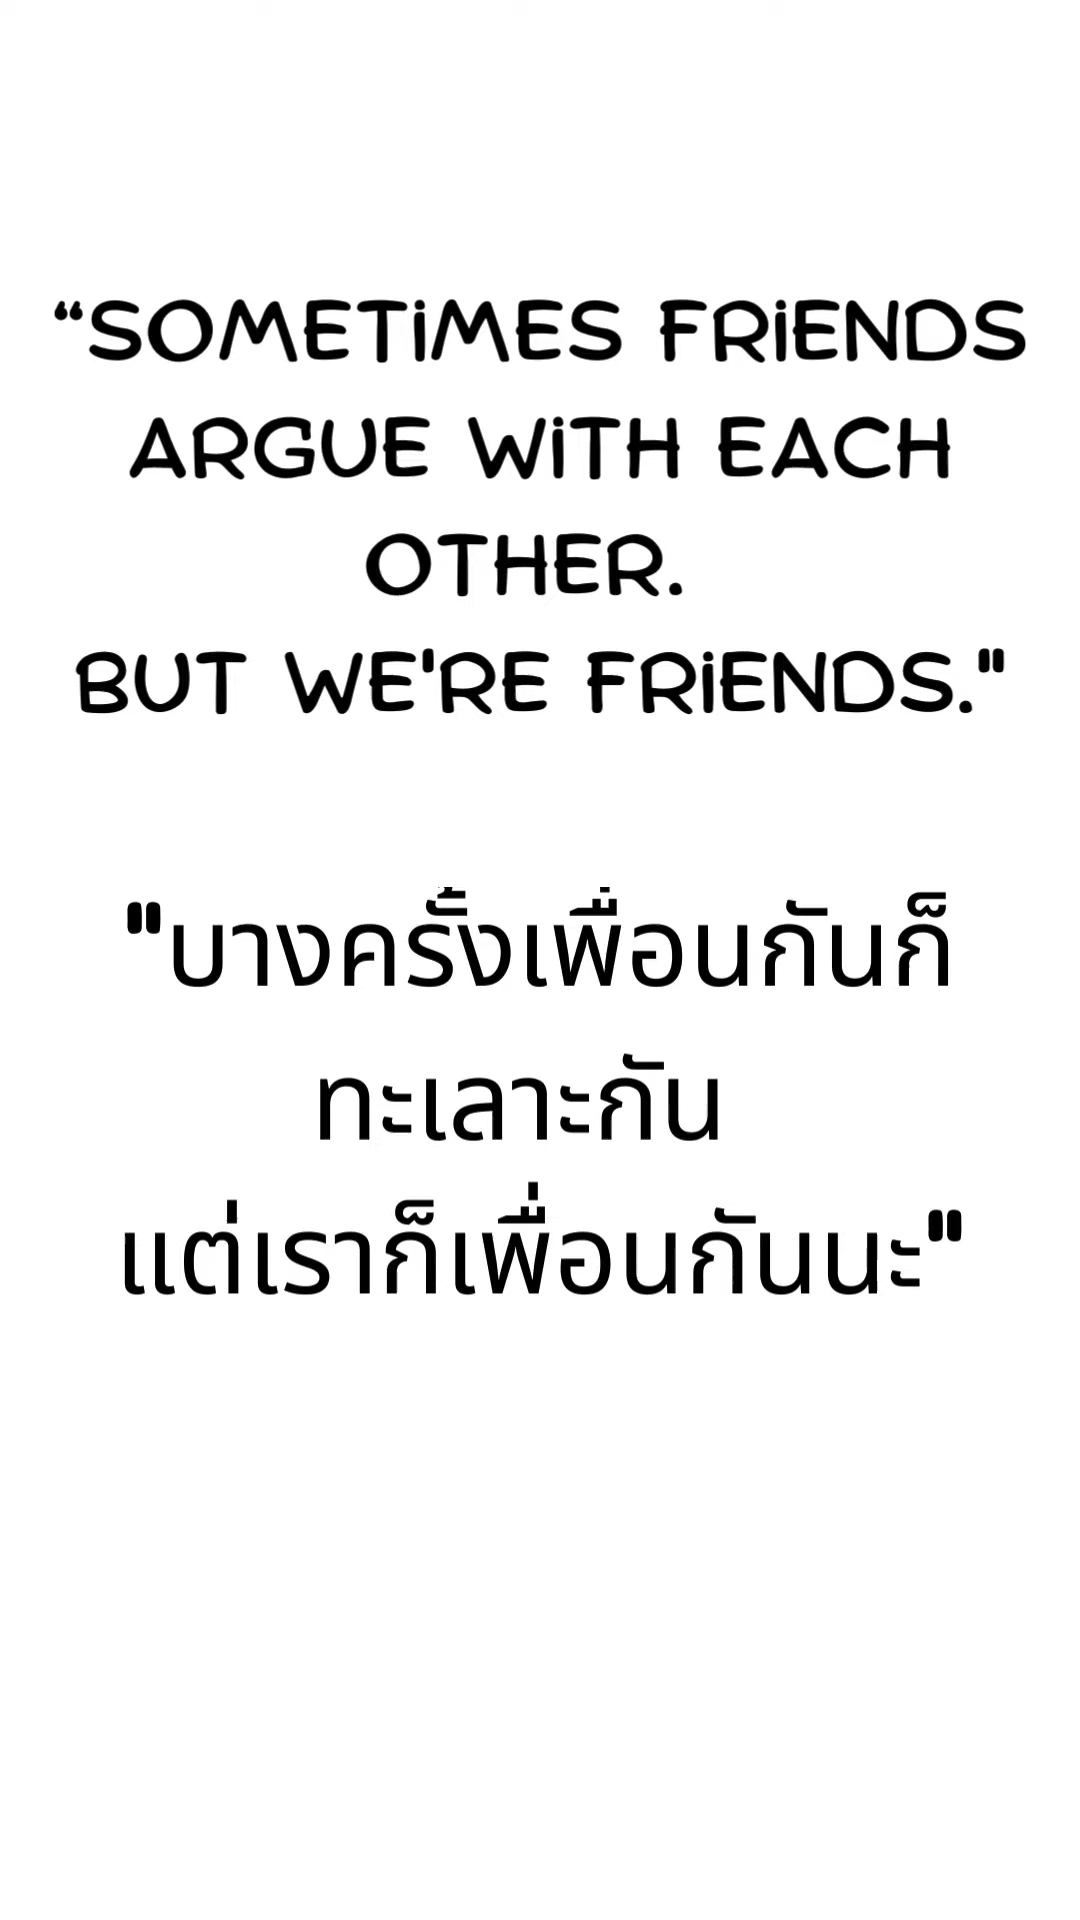 “SOMETiMES FRiENDS
ARGUE WiTH EACH
OTHER.
BUT WE'RE FRiENDS."
"บางครั้งเพื่อนกันก็
ทะเลาะกัน
แต่เราก็เพื่อนกันนะ"